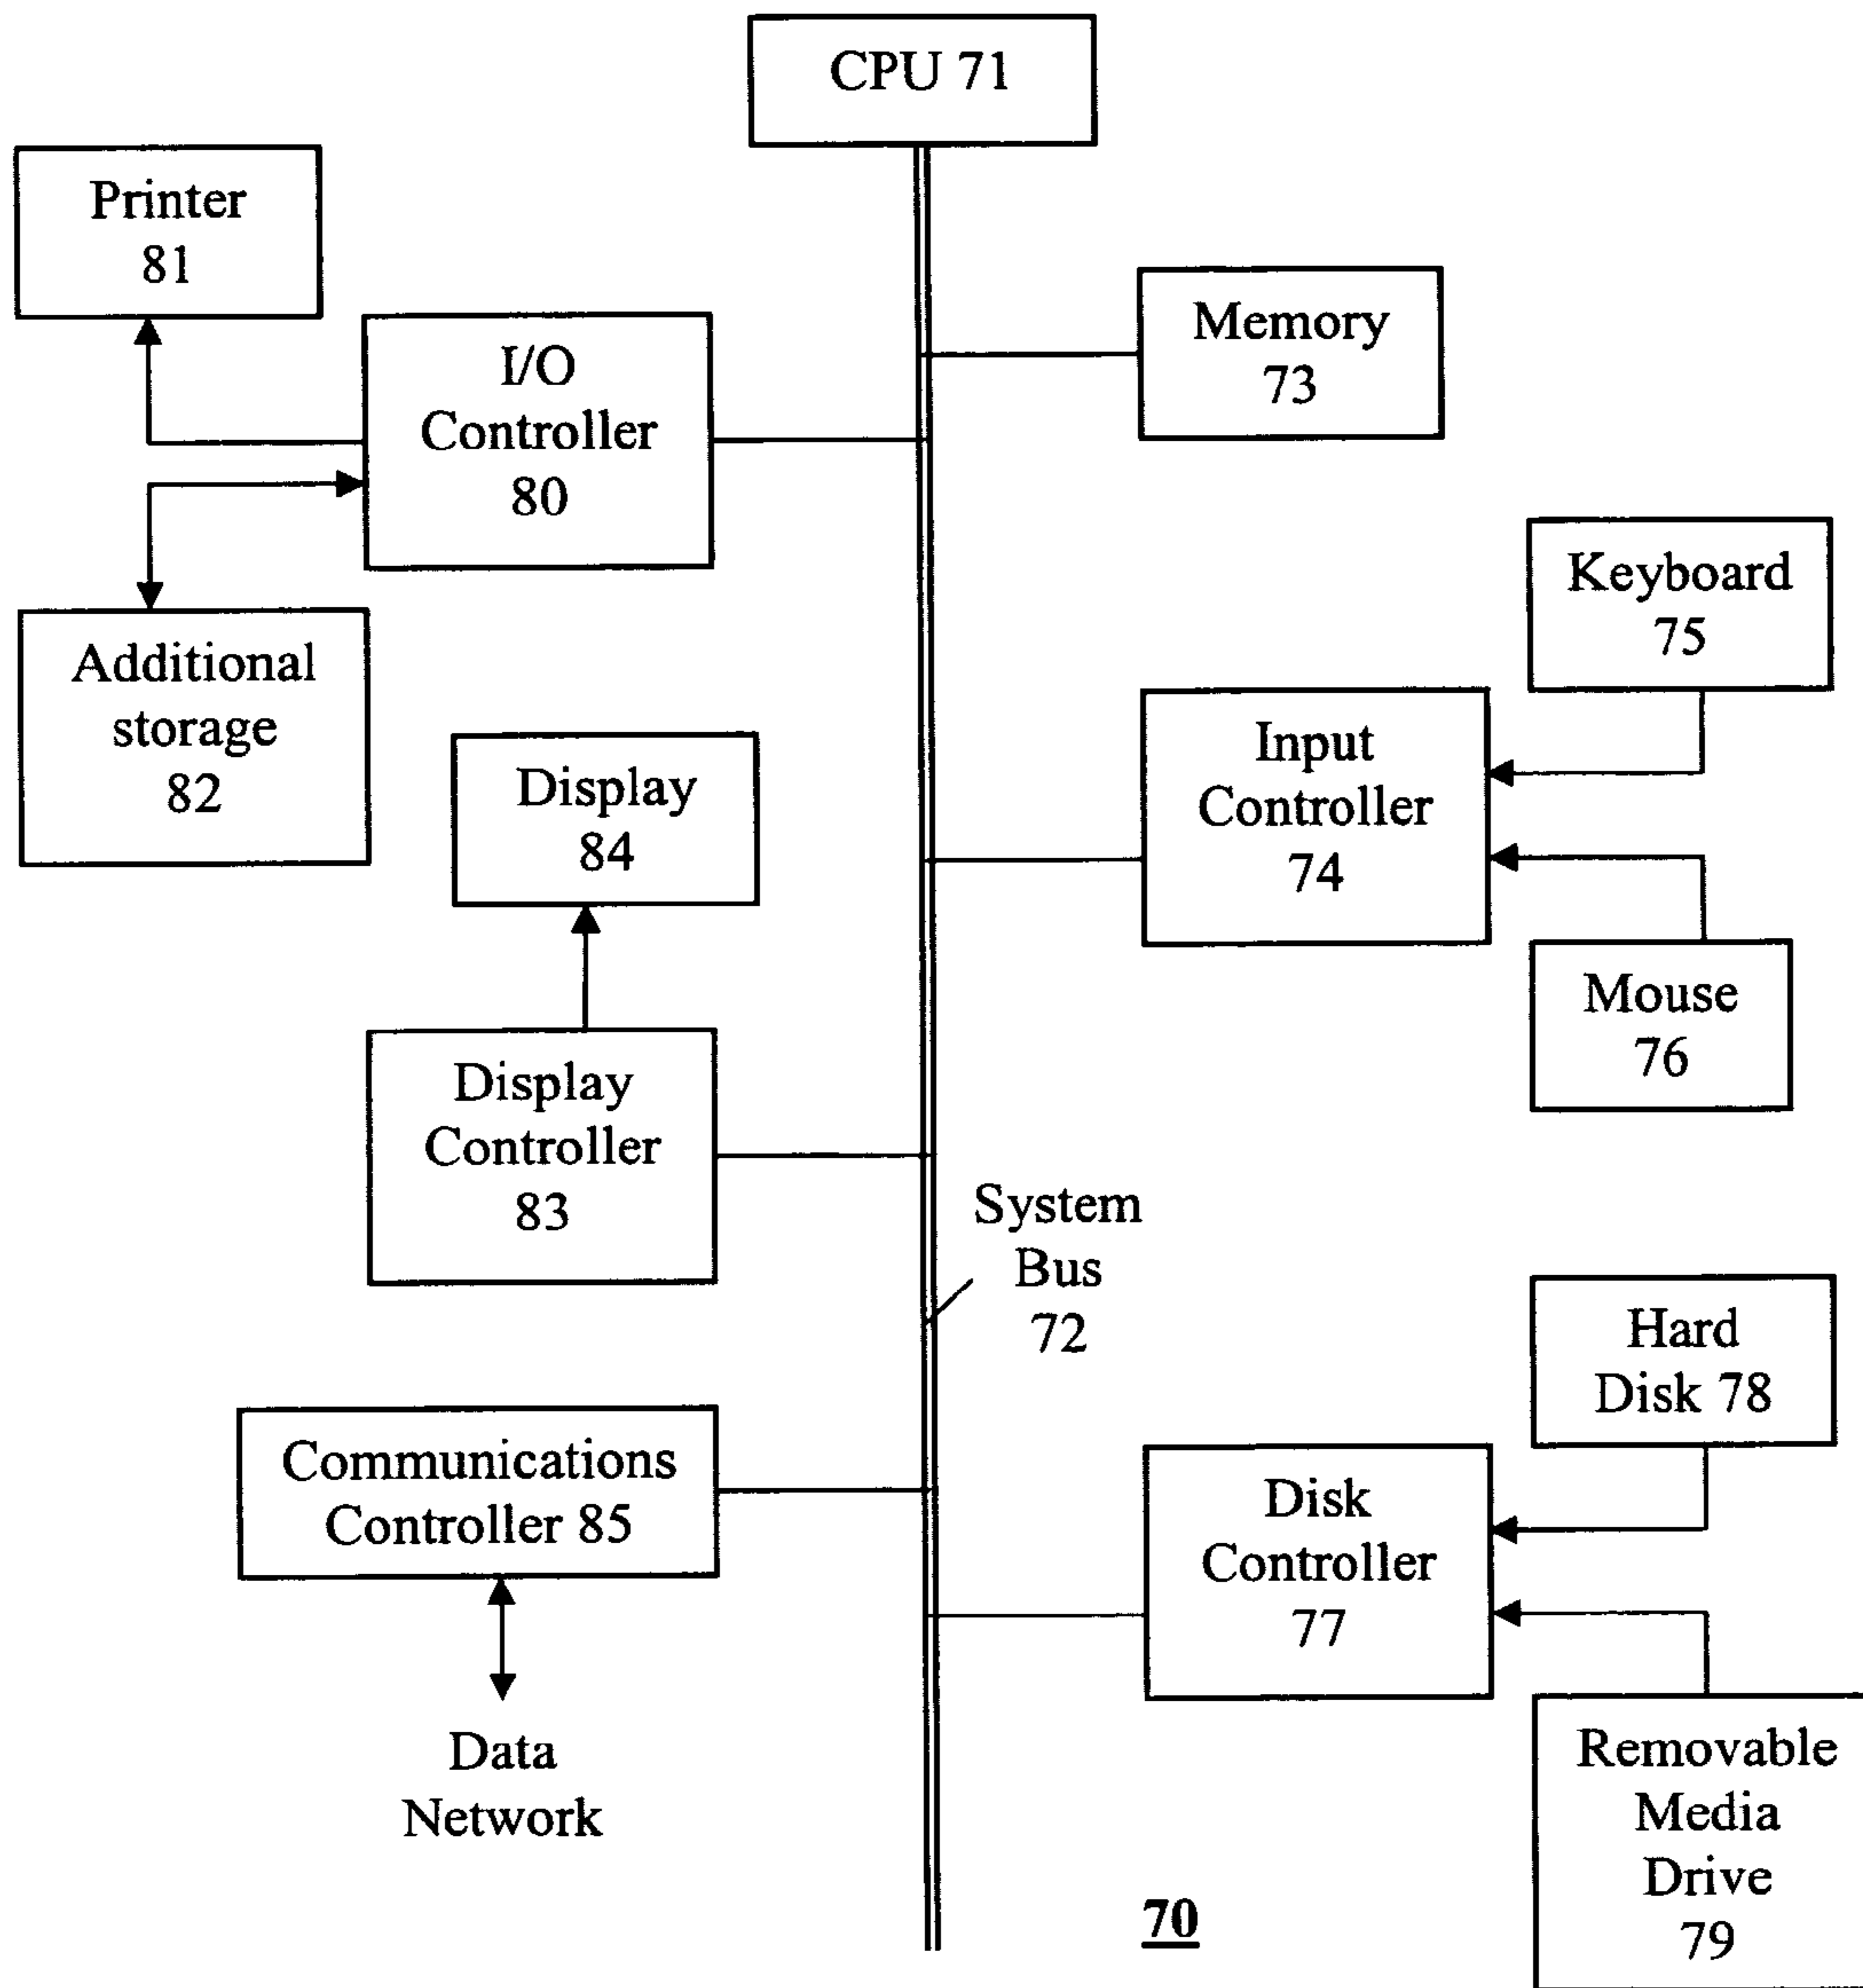 CPU 71
Printer
81
I/O
Controller
80
Memory
73
Additional
storage
82
Keyboard
75
Display
84
Input
Controller
74
Mouse
76
Display
Controller
83
System
Bus
72
Hard
Disk 78
Communications
Controller 85
Disk
Controller
77
Data
Network
Removable
Media
Drive
79
70